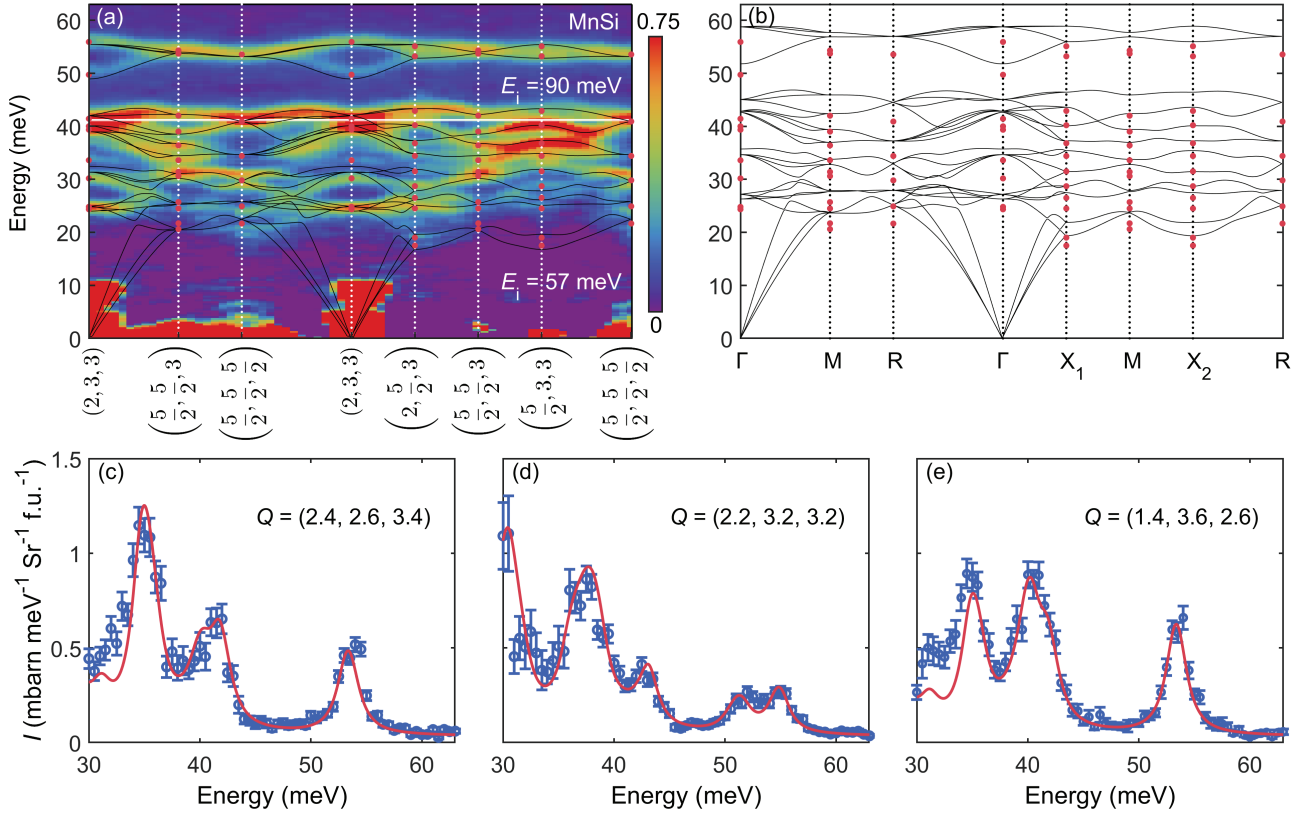 (a)
MnSi
0.75
E_i = 90 meV
E_i = 57 meV
0
Energy (meV)
60
50
40
30
20
10
0
(2, 3, 3)
(5/2, 5/2, 3)
(5/2, 5/2, 5/2)
(2, 3, 3)
(2, 5/2, 3)
(5/2, 5/2, 3)
(5/2, 3, 3)
(5/2, 5/2, 5/2)
(b)
60
50
40
30
20
10
0
Γ M R Γ X₁ M X₂ R
(c)
Q = (2.4, 2.6, 3.4)
I (mbarn meV⁻¹ Sr⁻¹ f.u.⁻¹)
1.5
1
0.5
0
30 40 50 60
Energy (meV)
(d)
Q = (2.2, 3.2, 3.2)
30 40 50 60
Energy (meV)
(e)
Q = (1.4, 3.6, 2.6)
30 40 50 60
Energy (meV)